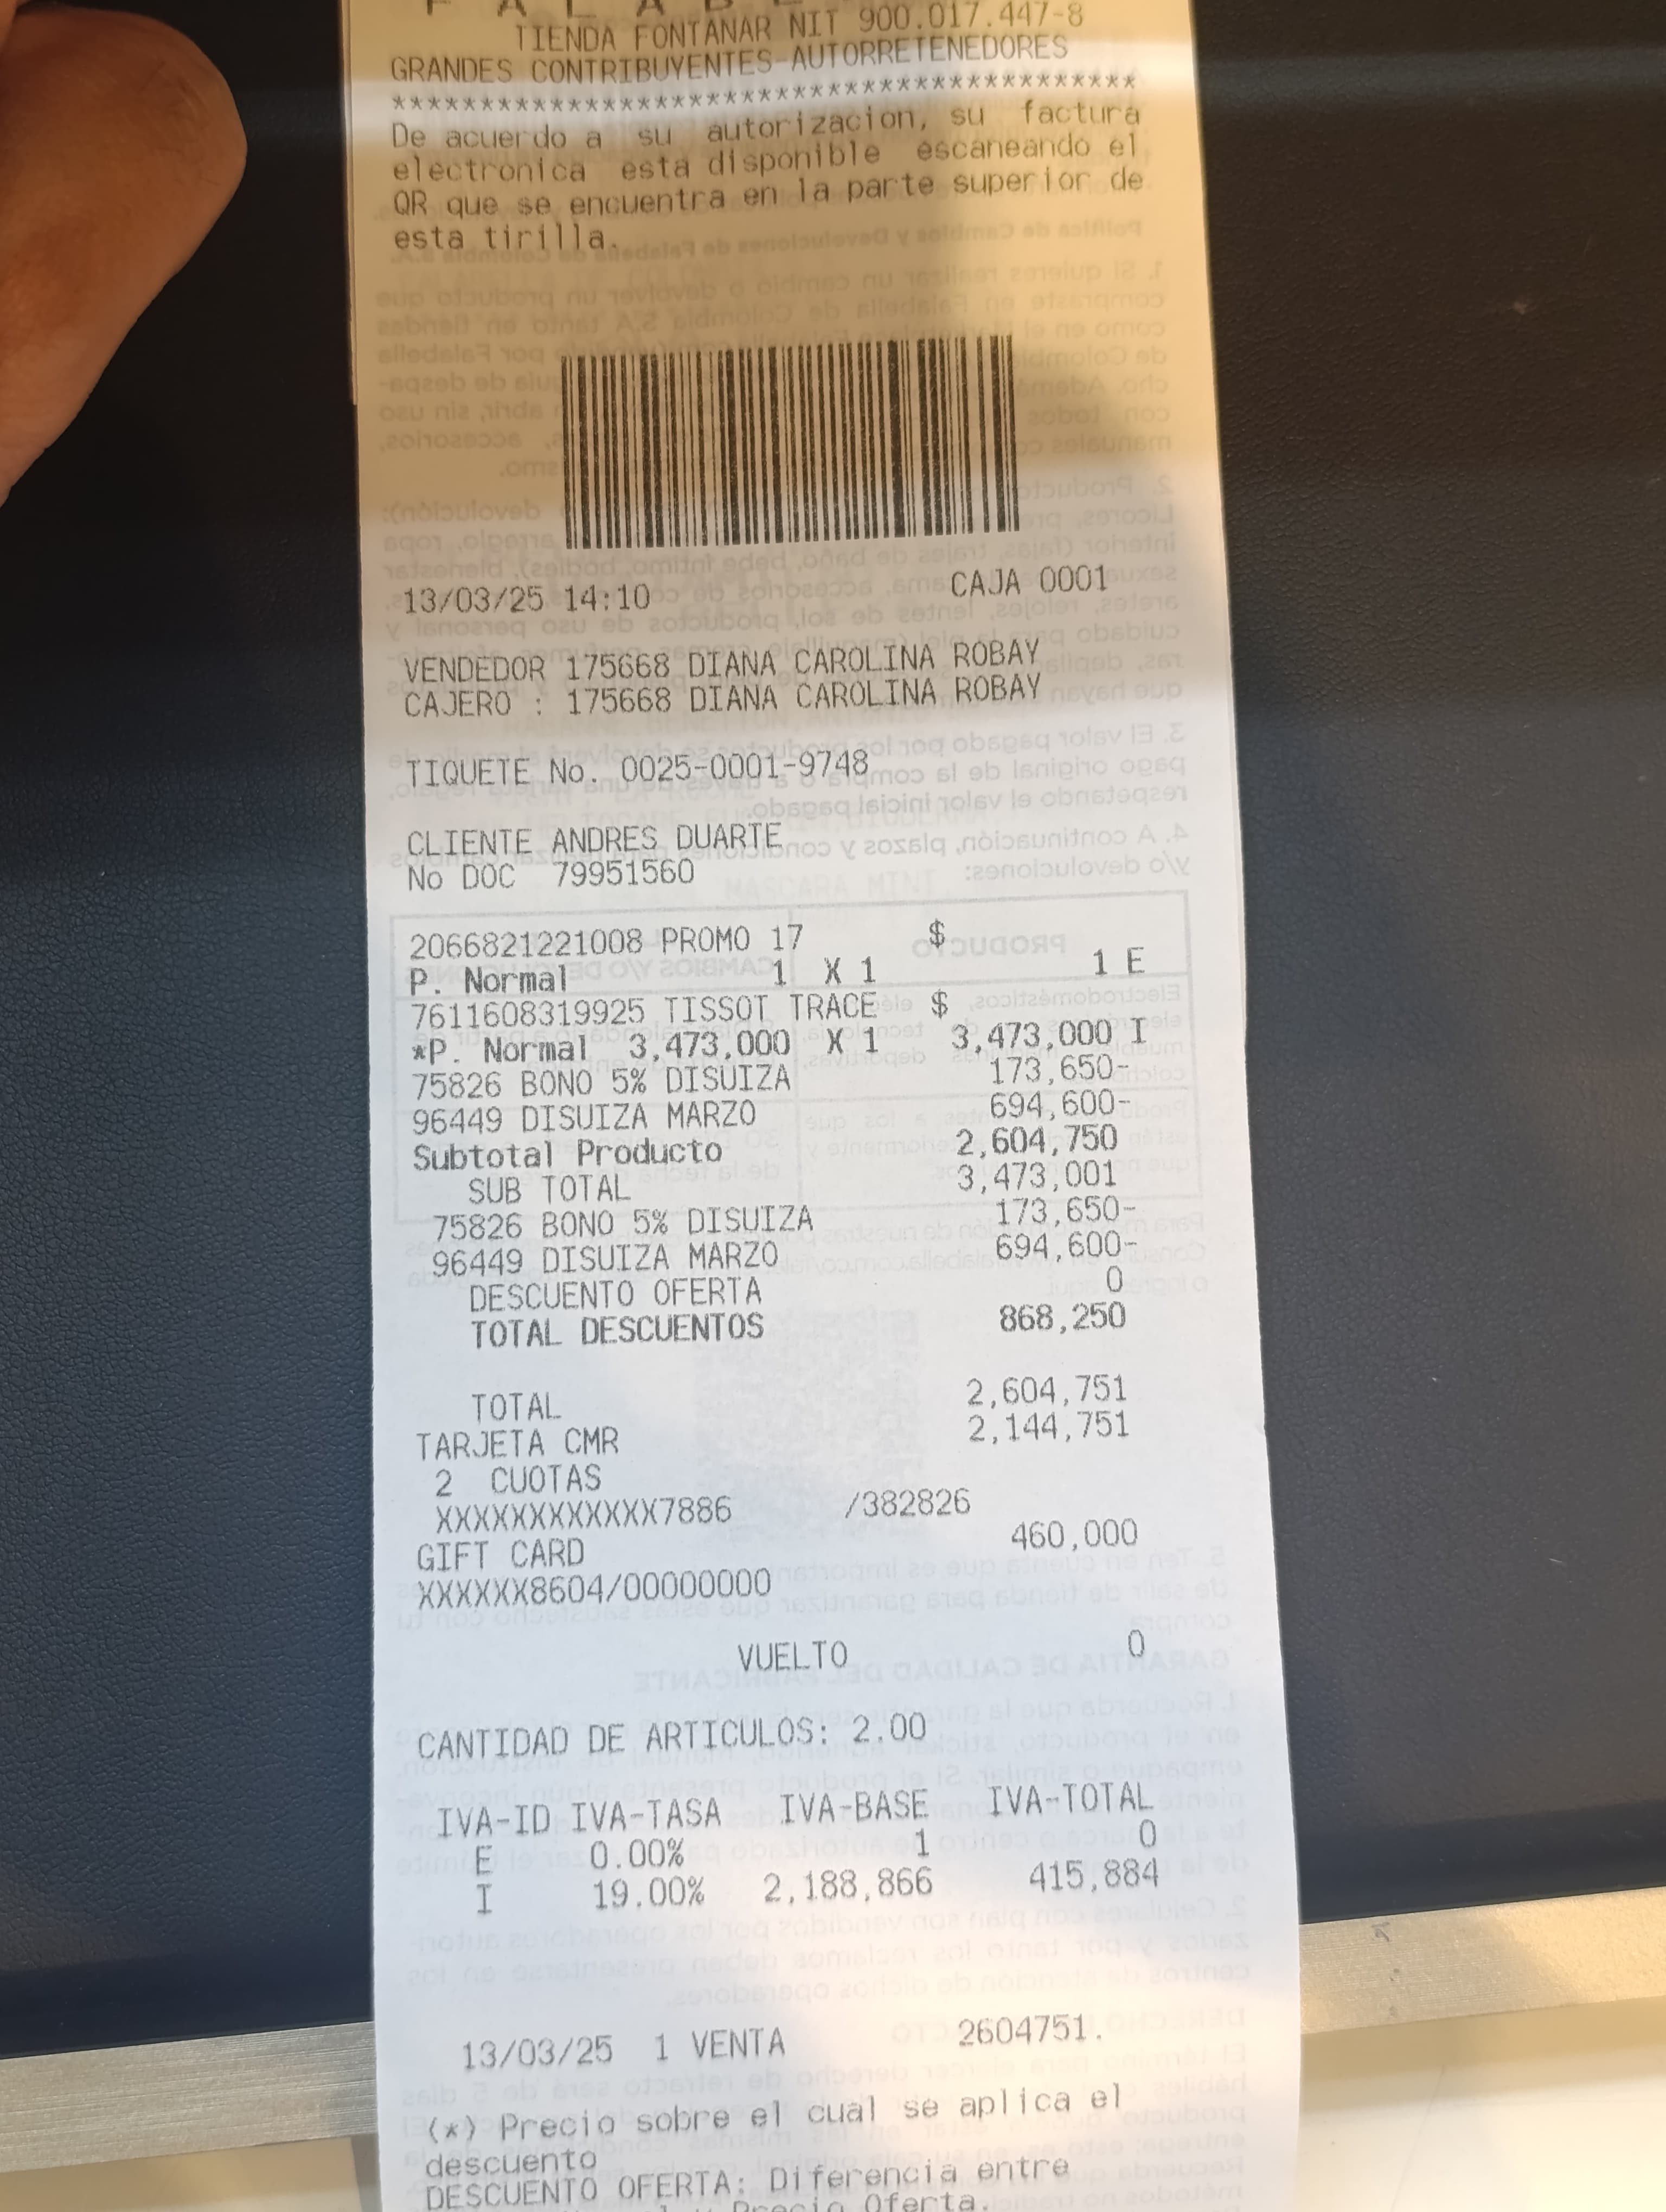 TIENDA FONTANAR NIT 900.017.447-8
GRANDES CONTRIBUYENTES-AUTORRETENEDORES
******************************************
De acuerdo a su autorizacion, su factura
electronica esta disponible escaneando el
QR que se encuentra en la parte superior de
esta tirilla.
13/03/25 14:10 CAJA 0001
VENDEDOR 175668 DIANA CAROLINA ROBAY
CAJERO : 175668 DIANA CAROLINA ROBAY
TIQUETE No. 0025-0001-9748
CLIENTE ANDRES DUARTE
No DOC 79951560
2066821221008 PROMO 17 $
P. Normal 1 X 1 1 E
7611608319925 TISSOT TRACE $
*P. Normal 3,473,000 X 1 3,473,000 I
75826 BONO 5% DISUIZA 173,650-
96449 DISUIZA MARZO 694,600-
Subtotal Producto 2,604,750
SUB TOTAL 3,473,001
75826 BONO 5% DISUIZA 173,650-
96449 DISUIZA MARZO 694,600-
DESCUENTO OFERTA 0
TOTAL DESCUENTOS 868,250
TOTAL 2,604,751
TARJETA CMR 2,144,751
2 CUOTAS
XXXXXXXXXXXX7886 /382826
GIFT CARD 460,000
XXXXXX8604/00000000
VUELTO 0
CANTIDAD DE ARTICULOS: 2.00
IVA-ID IVA-TASA IVA-BASE IVA-TOTAL
E 0.00% 1 0
I 19.00% 2,188,866 415,884
13/03/25 1 VENTA 2604751.
(*) Precio sobre el cual se aplica el
descuento
DESCUENTO OFERTA: Diferencia entre
Precio Oferta.